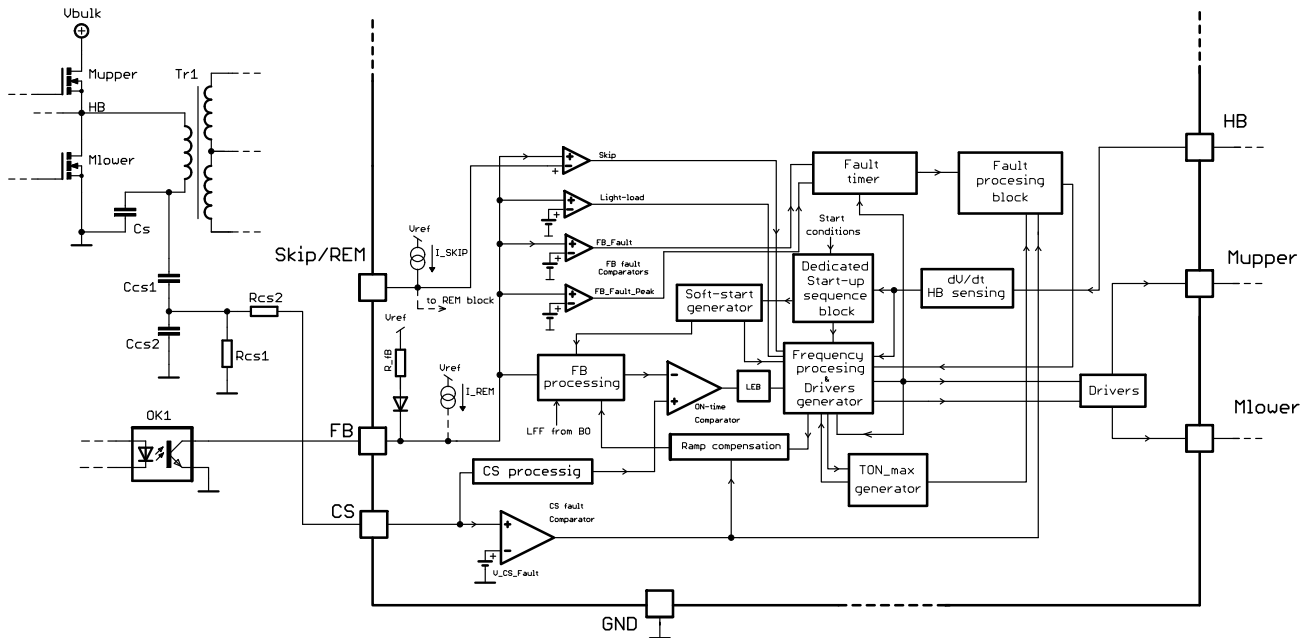 Vbulk
Mupper
Tr1
HB
Mlower
Cs
Ccs1
Rcs2
Ccs2
Rcs1
OK1
Skip/REM
Vref
I_SKIP
to REM block
Vref
R_fB
Vref
I_REM
FB
CS
GND
Skip
Light-load
FB_Fault
FB fault
Comparators
FB_Fault_Peak
Soft-start
generator
FB
processing
LFF from BO
ON-time
Comparator
LEB
CS processig
Ramp compensation
CS fault
Comparator
V_CS_Fault
Fault
timer
Fault
procesing
block
Start
conditions
Dedicated
Start-up
sequence
block
dV/dt
HB sensing
Frequency
procesing
&
Drivers
generator
TON_max
generator
Drivers
HB
Mupper
Mlower